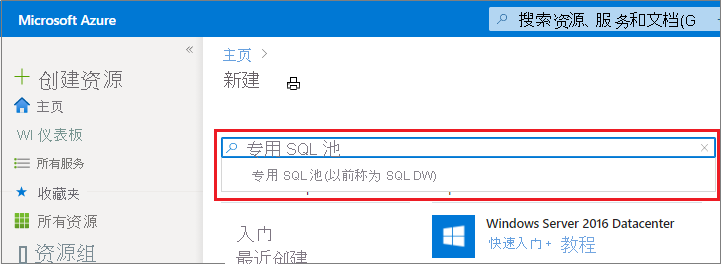 Microsoft Azure
搜索资源、服务和文档(G
«
创建资源
主页
WI 仪表板
所有服务
收藏夹
所有资源
资源组
主页 >
新建
专用 SQL 池
专用 SQL 池(以前称为 SQL DW)
入门
最近创建
Windows Server 2016 Datacenter
快速入门+ 教程